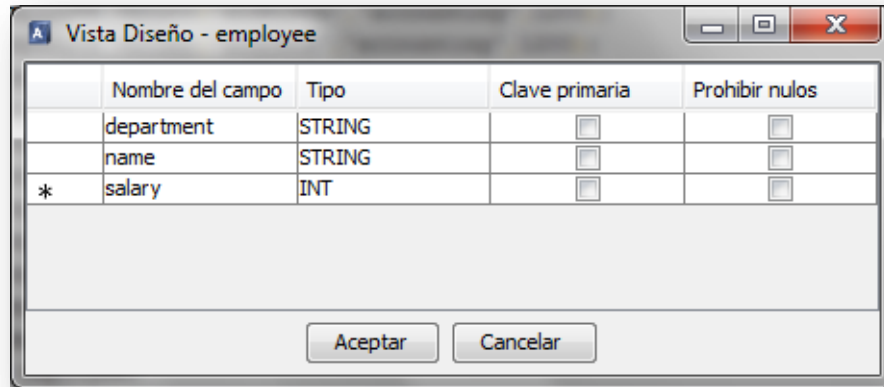 Vista Diseño - employee
Nombre del campo Tipo Clave primaria Prohibir nulos
department STRING
name STRING
* salary INT
Aceptar Cancelar